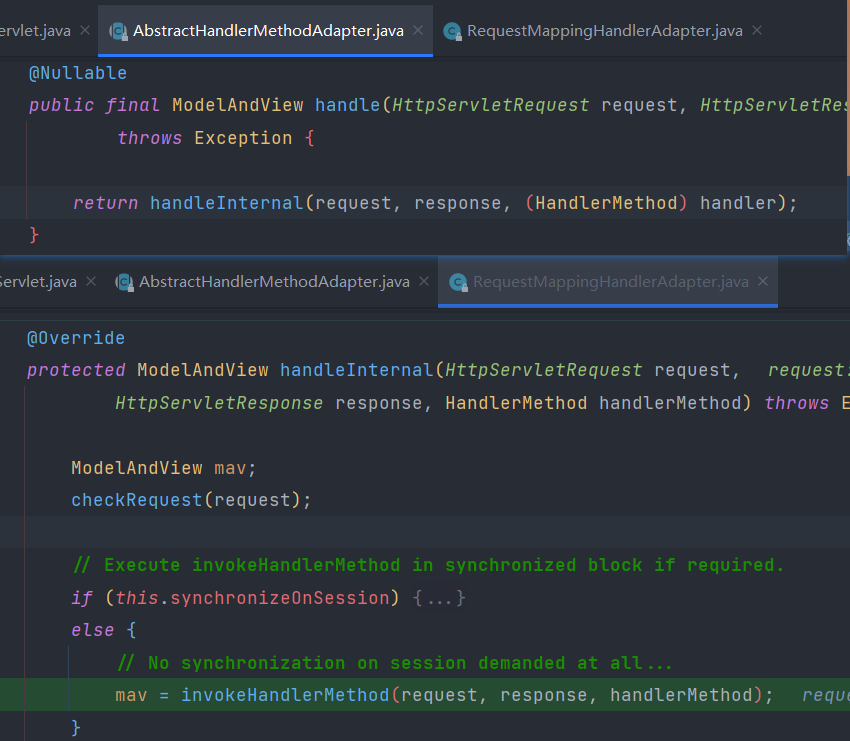 ervlet.java × AbstractHandlerMethodAdapter.java × RequestMappingHandlerAdapter.java ×
@Nullable
public final ModelAndView handle(HttpServletRequest request, HttpServletRes
throws Exception {
return handleInternal(request, response, (HandlerMethod) handler);
}
Servlet.java × AbstractHandlerMethodAdapter.java × RequestMappingHandlerAdapter.java ×
@Override
protected ModelAndView handleInternal(HttpServletRequest request, request:
HttpServletResponse response, HandlerMethod handlerMethod) throws E
ModelAndView mav;
checkRequest(request);
// Execute invokeHandlerMethod in synchronized block if required.
if (this.synchronizeOnSession) {...}
else {
// No synchronization on session demanded at all...
mav = invokeHandlerMethod(request, response, handlerMethod); reque
}